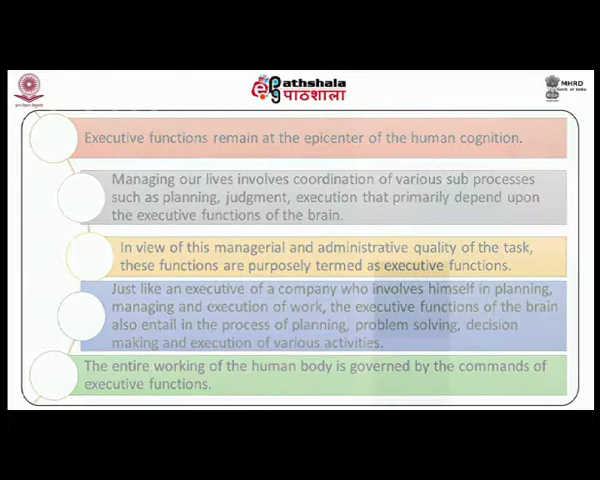 ePathshala
पाठशाला
MHRD
Govt. of India
Executive functions remain at the epicenter of the human cognition.
Managing our lives involves coordination of various sub processes
such as planning, judgment, execution that primarily depend upon
the executive functions of the brain.
In view of this managerial and administrative quality of the task,
these functions are purposely termed as executive functions.
Just like an executive of a company who involves himself in planning,
managing and execution of work, the executive functions of the brain
also entail in the process of planning, problem solving, decision
making and execution of various activities.
The entire working of the human body is governed by the commands of
executive functions.